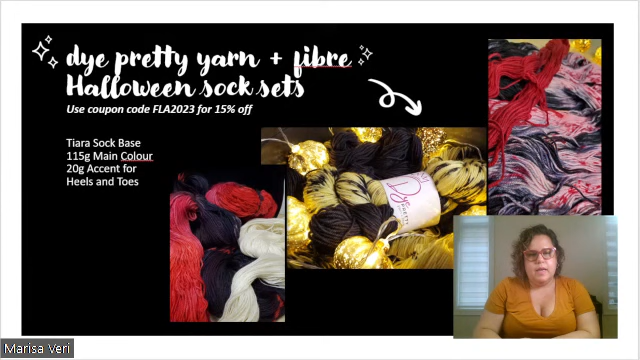 dye pretty yarn + fibre
Halloween sock sets
Use coupon code FLA2023 for 15% off
Tiara Sock Base
115g Main Colour
20g Accent for
Heels and Toes
Marisa Veri